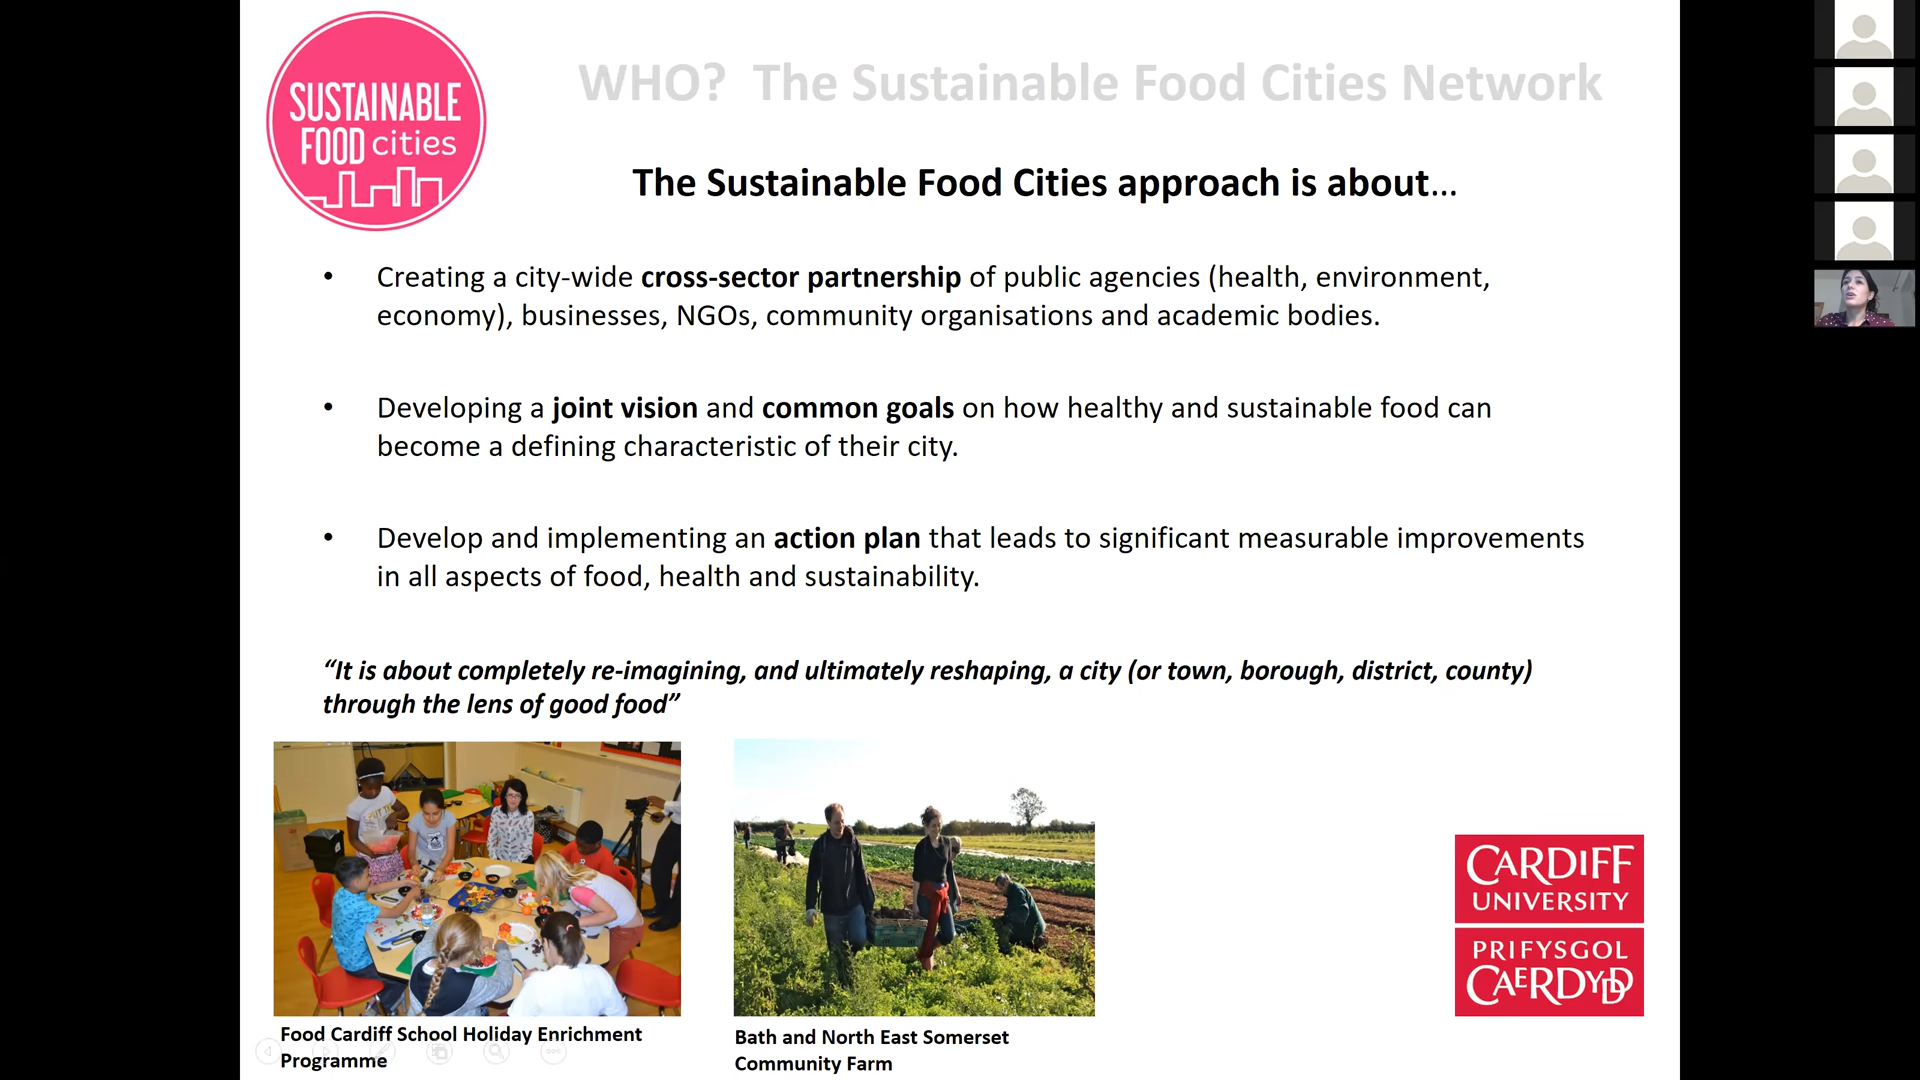 SUSTAINABLE
FOOD cities
WHO? The Sustainable Food Cities Network
The Sustainable Food Cities approach is about...
• Creating a city-wide cross-sector partnership of public agencies (health, environment,
economy), businesses, NGOs, community organisations and academic bodies.
• Developing a joint vision and common goals on how healthy and sustainable food can
become a defining characteristic of their city.
• Develop and implementing an action plan that leads to significant measurable improvements
in all aspects of food, health and sustainability.
“It is about completely re-imagining, and ultimately reshaping, a city (or town, borough, district, county)
through the lens of good food”
Food Cardiff School Holiday Enrichment
Programme
Bath and North East Somerset
Community Farm
CARDIFF
UNIVERSITY
PRIFYSGOL
CAERDYDD